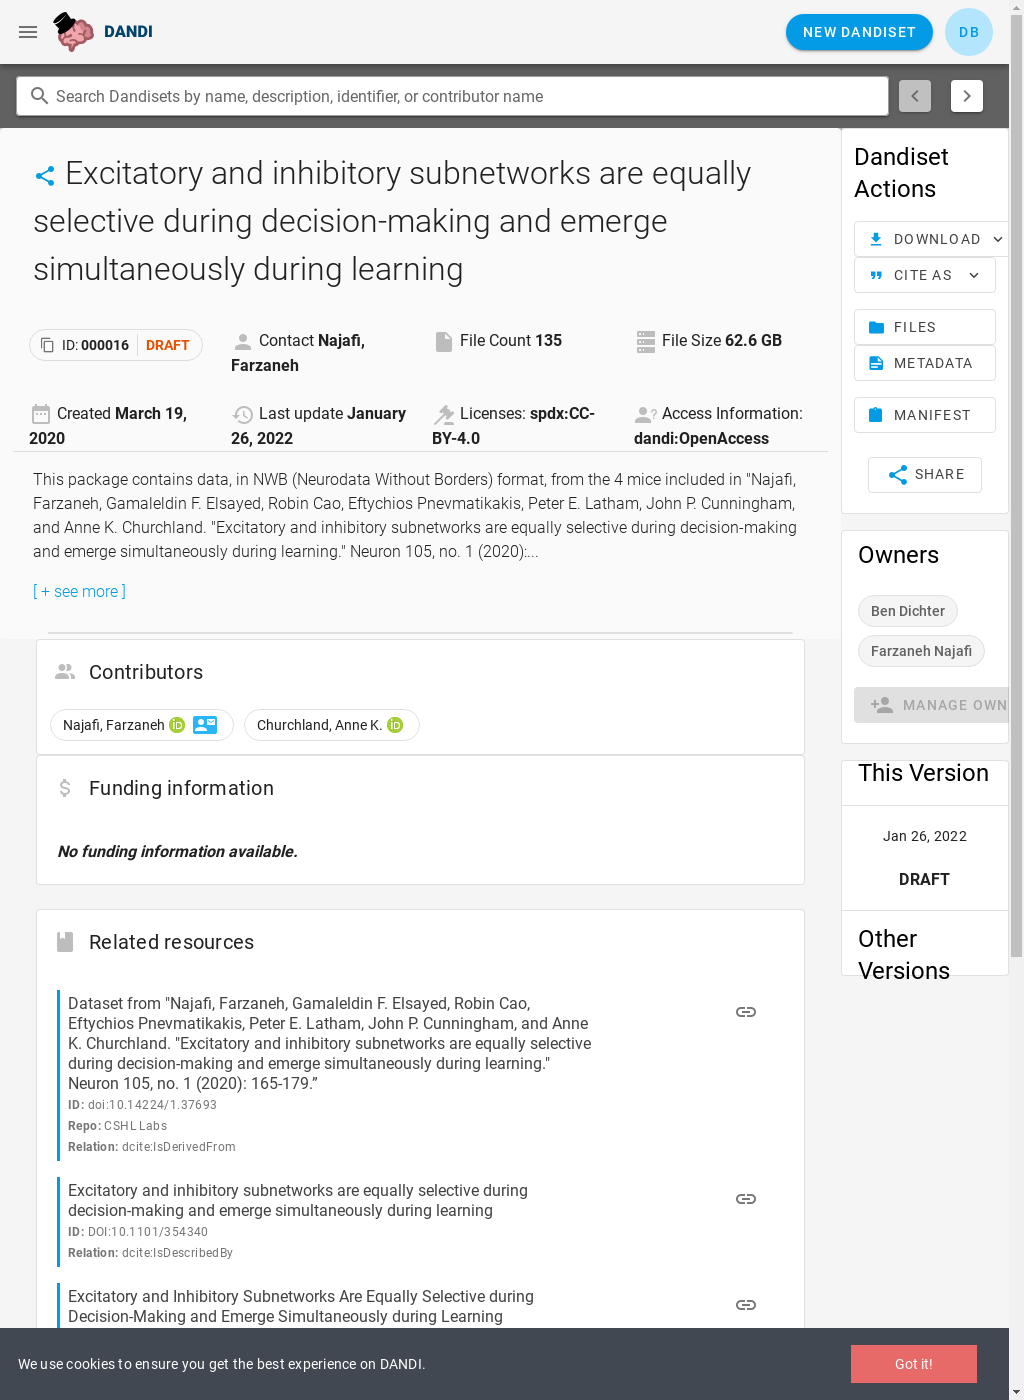 DANDI
NEW DANDISET
DB
Search Dandisets by name, description, identifier, or contributor name
Excitatory and inhibitory subnetworks are equally
selective during decision-making and emerge
simultaneously during learning
ID: 000016 DRAFT
Contact Najafi,
Farzaneh
File Count 135
File Size 62.6 GB
Created March 19,
2020
Last update January
26, 2022
Licenses: spdx:CC-
BY-4.0
Access Information:
dandi:OpenAccess
This package contains data, in NWB (Neurodata Without Borders) format, from the 4 mice included in "Najafi,
Farzaneh, Gamaleldin F. Elsayed, Robin Cao, Eftychios Pnevmatikakis, Peter E. Latham, John P. Cunningham,
and Anne K. Churchland. "Excitatory and inhibitory subnetworks are equally selective during decision-making
and emerge simultaneously during learning." Neuron 105, no. 1 (2020):...
[ + see more ]
Contributors
Najafi, Farzaneh iD
Churchland, Anne K. iD
Funding information
No funding information available.
Related resources
Dataset from "Najafi, Farzaneh, Gamaleldin F. Elsayed, Robin Cao,
Eftychios Pnevmatikakis, Peter E. Latham, John P. Cunningham, and Anne
K. Churchland. "Excitatory and inhibitory subnetworks are equally selective
during decision-making and emerge simultaneously during learning."
Neuron 105, no. 1 (2020): 165-179.”
ID: doi:10.14224/1.37693
Repo: CSHL Labs
Relation: dcite:IsDerivedFrom
Excitatory and inhibitory subnetworks are equally selective during
decision-making and emerge simultaneously during learning
ID: DOI:10.1101/354340
Relation: dcite:IsDescribedBy
Excitatory and Inhibitory Subnetworks Are Equally Selective during
Decision-Making and Emerge Simultaneously during Learning
Dandiset
Actions
DOWNLOAD
CITE AS
FILES
METADATA
MANIFEST
SHARE
Owners
Ben Dichter
Farzaneh Najafi
MANAGE OWN
This Version
Jan 26, 2022
DRAFT
Other
Versions
We use cookies to ensure you get the best experience on DANDI.
Got it!